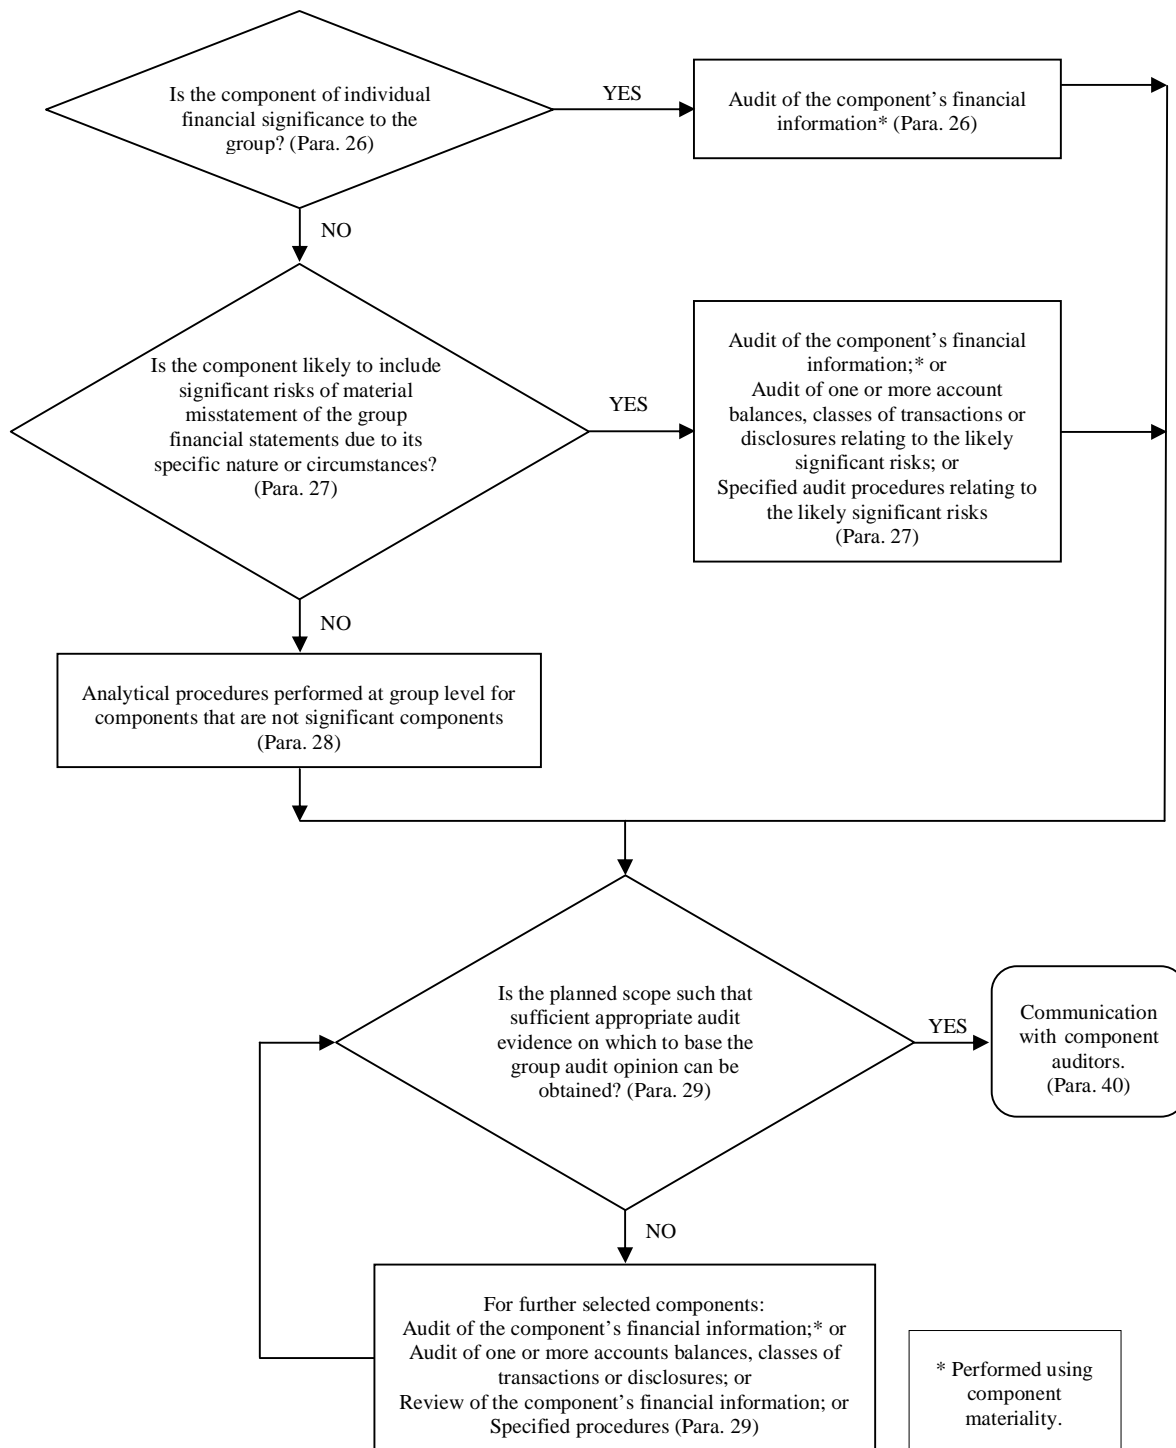 Is the component of individual
financial significance to the
group? (Para. 26)
YES
Audit of the component’s financial
information* (Para. 26)
NO
Is the component likely to include
significant risks of material
misstatement of the group
financial statements due to its
specific nature or circumstances?
(Para. 27)
YES
Audit of the component’s financial
information;* or
Audit of one or more account
balances, classes of transactions or
disclosures relating to the likely
significant risks; or
Specified audit procedures relating to
the likely significant risks
(Para. 27)
NO
Analytical procedures performed at group level for
components that are not significant components
(Para. 28)
Is the planned scope such that
sufficient appropriate audit
evidence on which to base the
group audit opinion can be
obtained? (Para. 29)
YES
Communication
with component
auditors.
(Para. 40)
NO
For further selected components:
Audit of the component’s financial information;* or
Audit of one or more accounts balances, classes of
transactions or disclosures; or
Review of the component’s financial information; or
Specified procedures (Para. 29)
* Performed using
component
materiality.